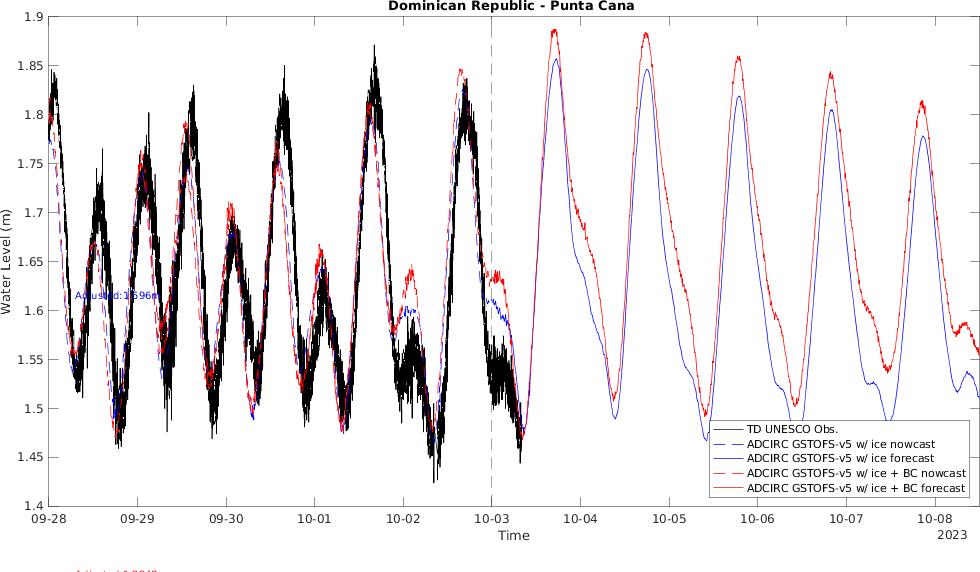 Dominican Republic - Punta Cana
1.9
1.85
1.8
1.75
1.7
1.65
1.6
1.55
1.5
1.45
1.4
Water Level (m)
Adjusted:1.596m
TD UNESCO Obs.
ADCIRC GSTOFS-v5 w/ ice nowcast
ADCIRC GSTOFS-v5 w/ ice forecast
ADCIRC GSTOFS-v5 w/ ice + BC nowcast
ADCIRC GSTOFS-v5 w/ ice + BC forecast
09-28 09-29 09-30 10-01 10-02 10-03 10-04 10-05 10-06 10-07 10-08
Time
2023